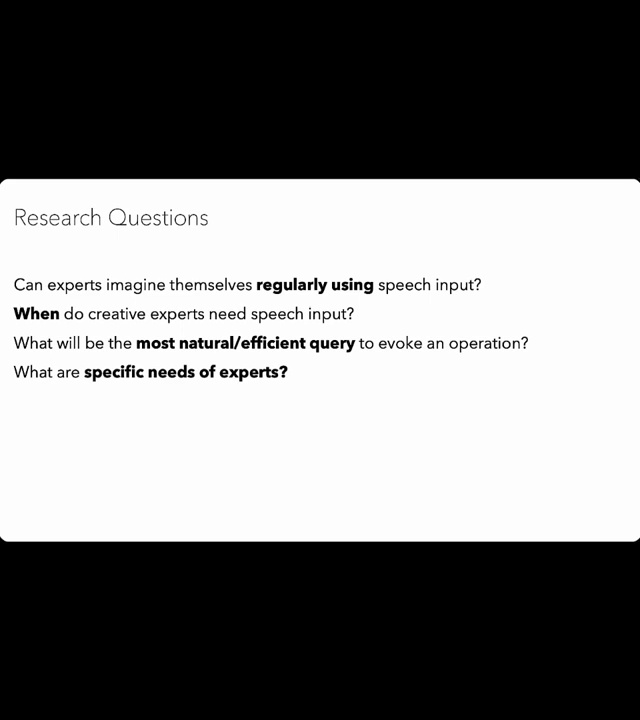 Research Questions
Can experts imagine themselves regularly using speech input?
When do creative experts need speech input?
What will be the most natural/efficient query to evoke an operation?
What are specific needs of experts?